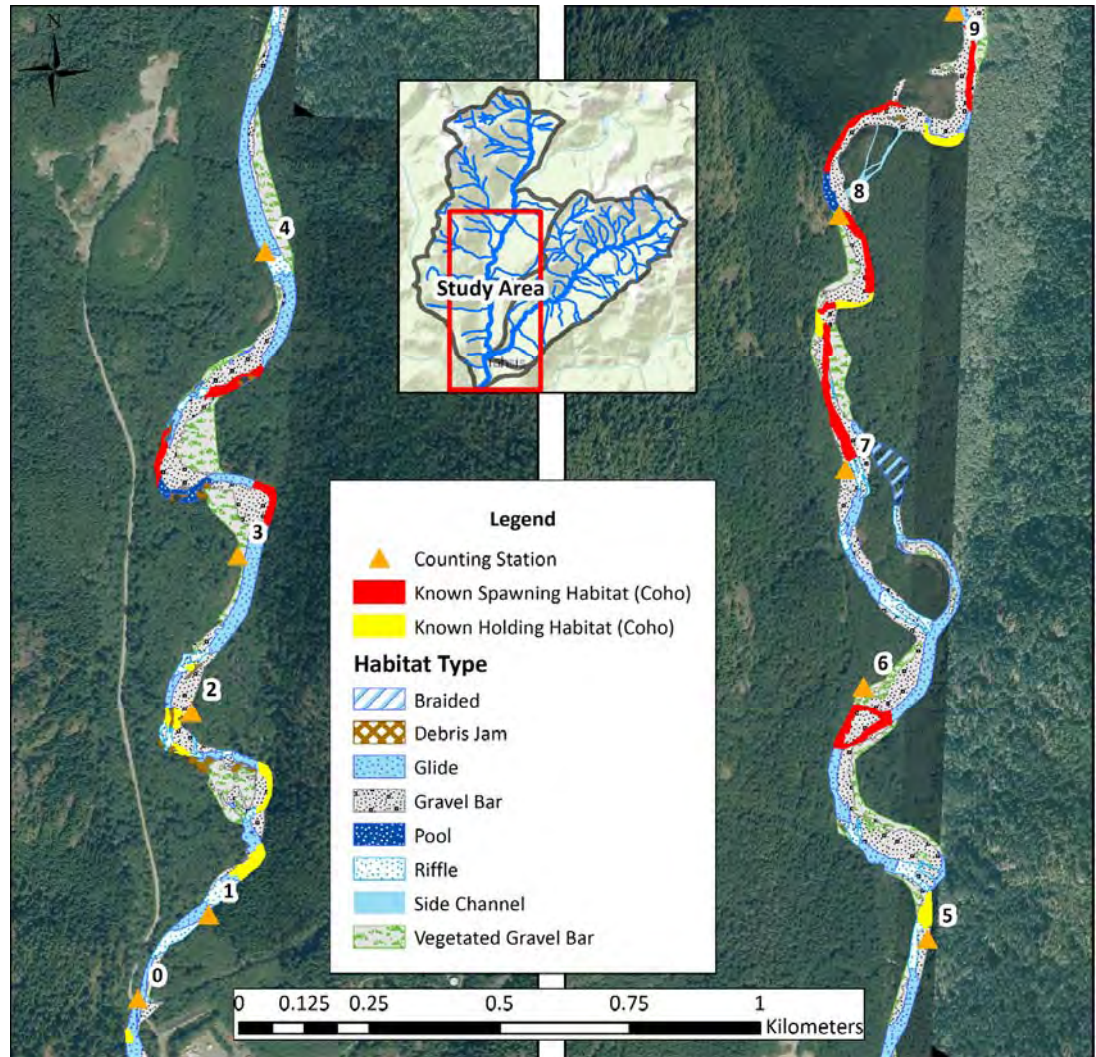 N
4
3
2
1
0
Study Area
9
8
7
6
5
Legend
Counting Station
Known Spawning Habitat (Coho)
Known Holding Habitat (Coho)
Habitat Type
Braided
Debris Jam
Glide
Gravel Bar
Pool
Riffle
Side Channel
Vegetated Gravel Bar
0 0.125 0.25 0.5 0.75 1
Kilometers